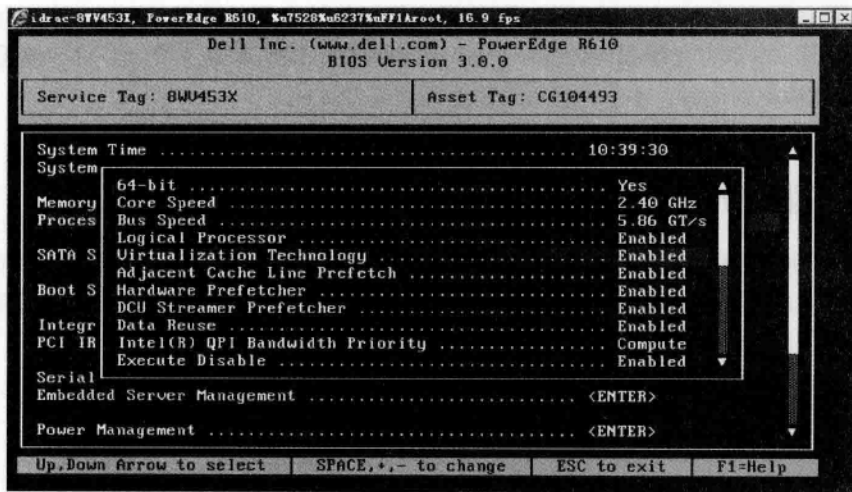 idrac-8WV453X, PowerEdge R610, %u7528%u6237%uFF1Aroot, 16.9 fps
Dell Inc. (www.dell.com) - PowerEdge R610
BIOS Version 3.0.0
Service Tag: 8WV453X
Asset Tag: CG104493
System Time ........................................ 10:39:30
System
64-bit ........................................ Yes
Memory Core Speed ..................................... 2.40 GHz
Proces Bus Speed ..................................... 5.86 GT/s
Logical Processor .............................. Enabled
SATA S Virtualization Technology ....................... Enabled
Adjacent Cache Line Prefetch .................... Enabled
Boot S Hardware Prefetcher ............................. Enabled
DCU Streamer Prefetcher ......................... Enabled
Integr Data Reuse ..................................... Enabled
PCI IR Intel(R) QPI Bandwidth Priority ................. Compute
Execute Disable ................................. Enabled
Serial
Embedded Server Management .......................... <ENTER>
Power Management .................................... <ENTER>
Up,Down Arrow to select
SPACE,+,- to change
ESC to exit
F1=Help